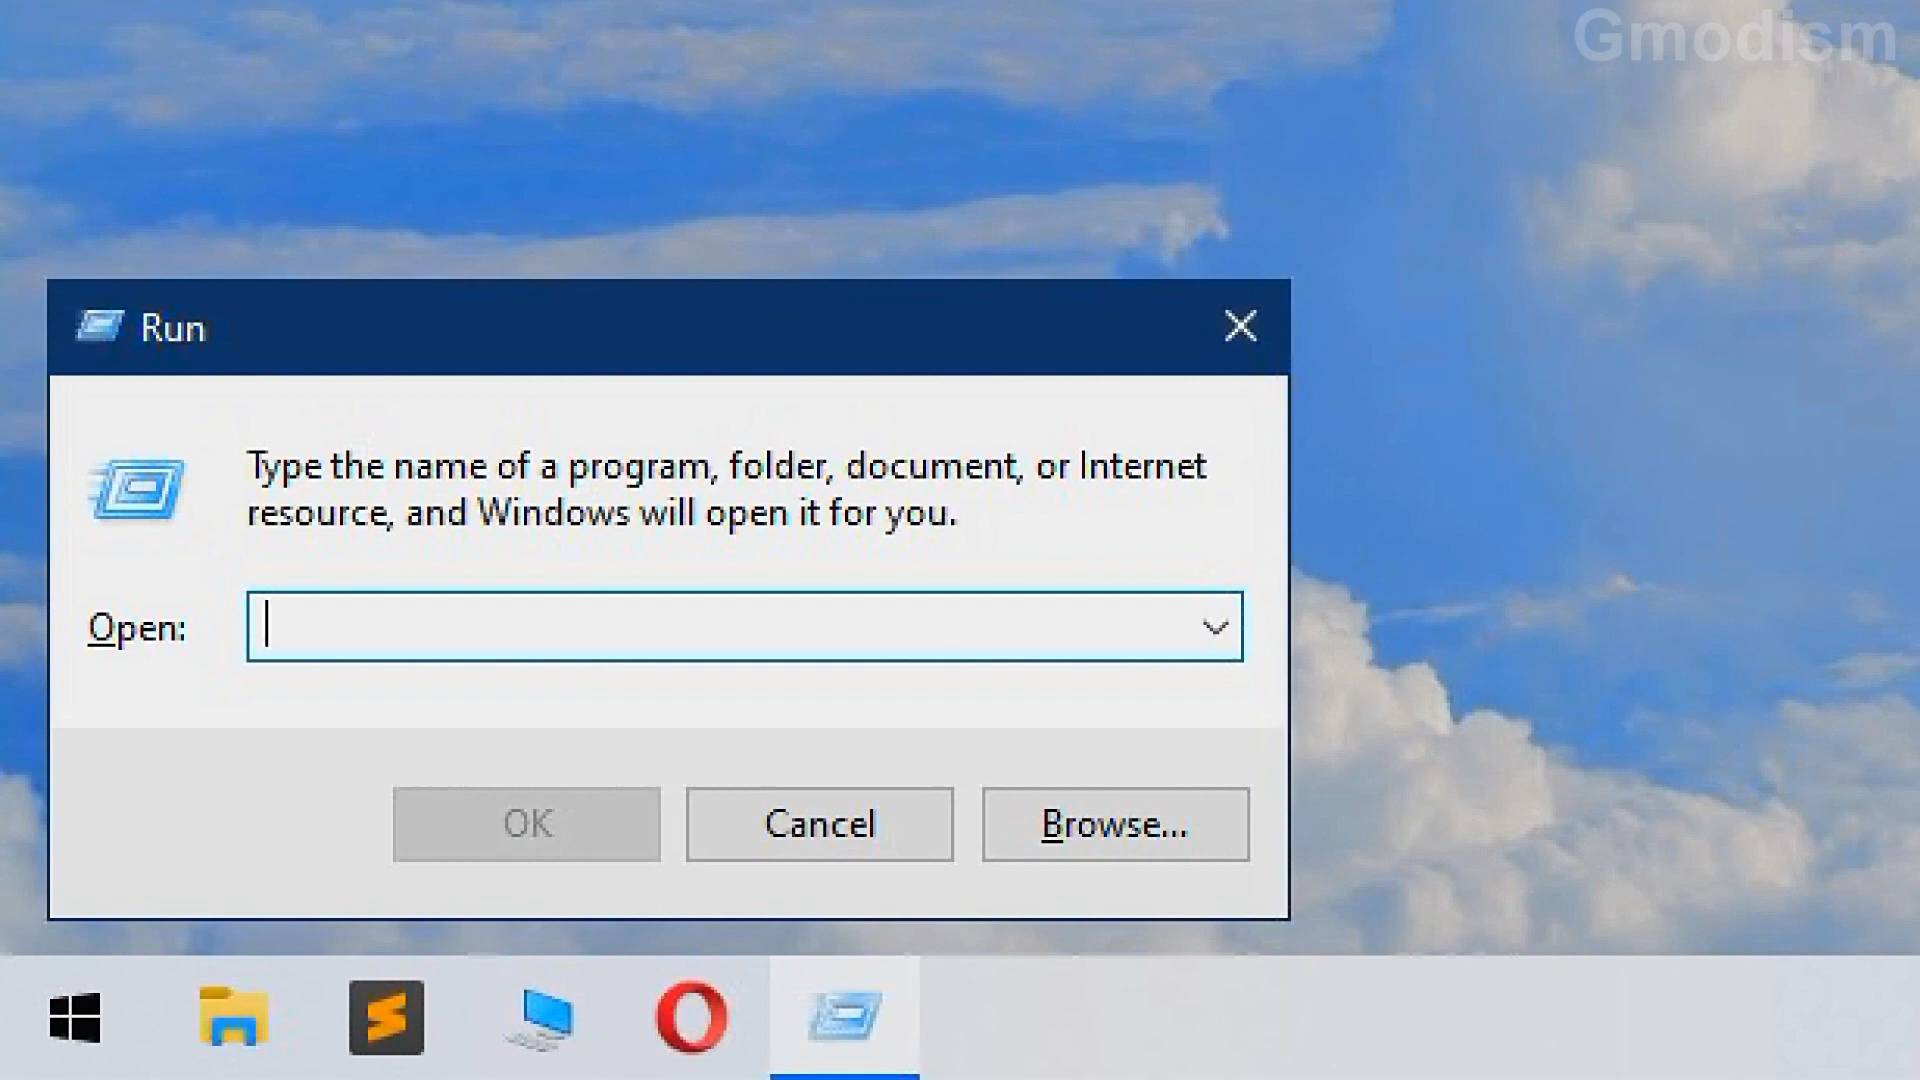 Gmodism
Run
Type the name of a program, folder, document, or Internet
resource, and Windows will open it for you.
Open:
OK
Cancel
Browse...